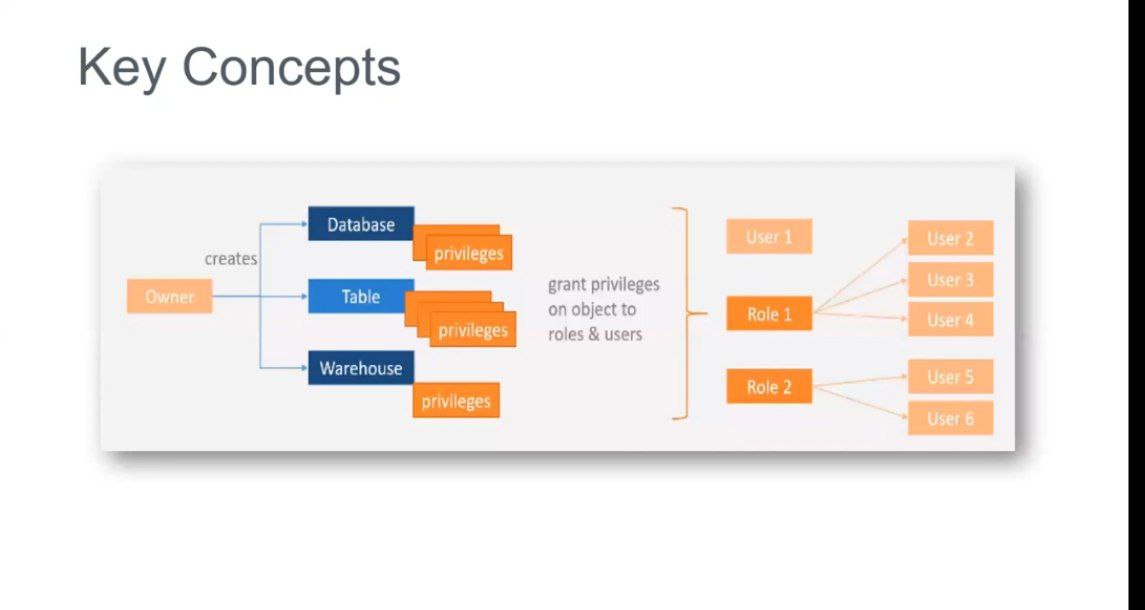 Key Concepts
Owner
creates
Database
privileges
Table
privileges
Warehouse
privileges
grant privileges
on object to
roles & users
User 1
Role 1
Role 2
User 2
User 3
User 4
User 5
User 6